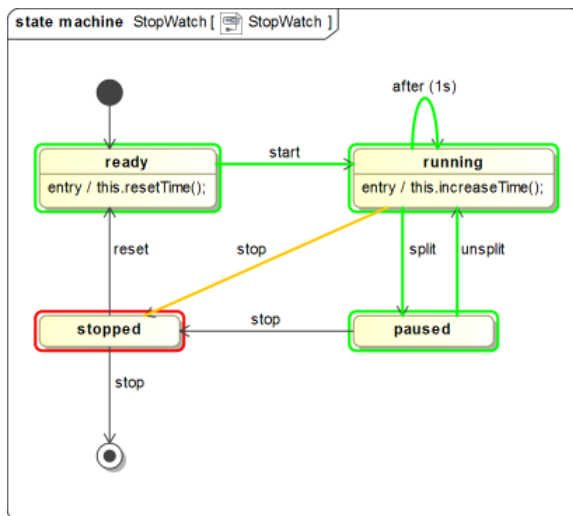 state machine StopWatch [ StopWatch ]
after (1s)
ready
start
running
entry / this.resetTime();
entry / this.increaseTime();
reset
stop
split
unsplit
stopped
stop
paused
stop